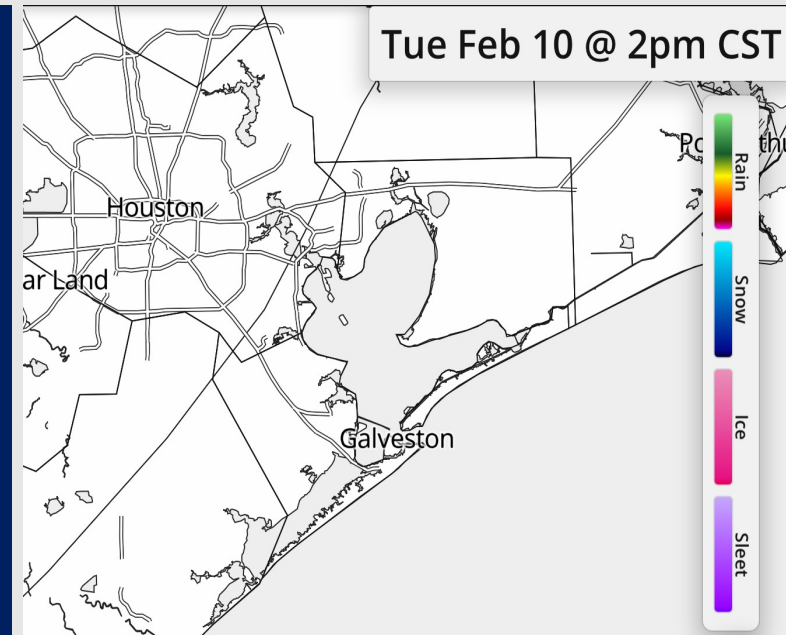 Tue Feb 10 @ 2pm CST
Rain
Houston
ar Land
Snow
Ice
Galveston
Sleet